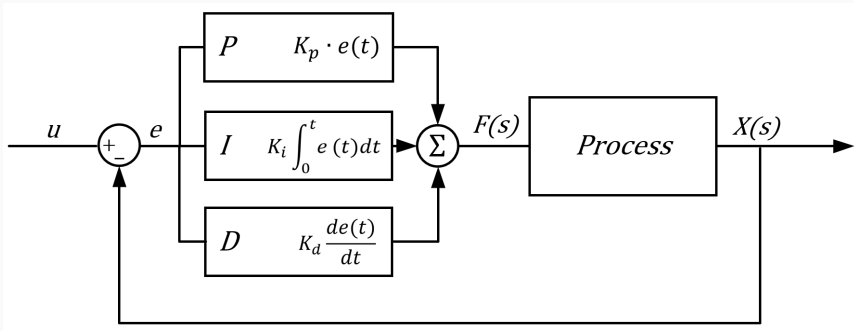 P K_p · e(t)
u
+
−
e
I K_i ∫_0^t e (t)dt
Σ
F(s)
Process
X(s)
D K_d de(t)/dt